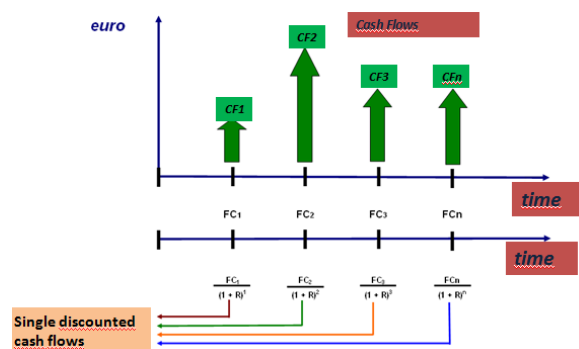 euro
Cash Flows
CF2
CF3
CFn
CF1
time
FC₁ FC₂ FC₃ FCn
time
FC₁ FC₂ FC₃ FCn
(1 + R)¹ (1 + R)² (1 + R)³ (1 + R)ⁿ
Single discounted
cash flows